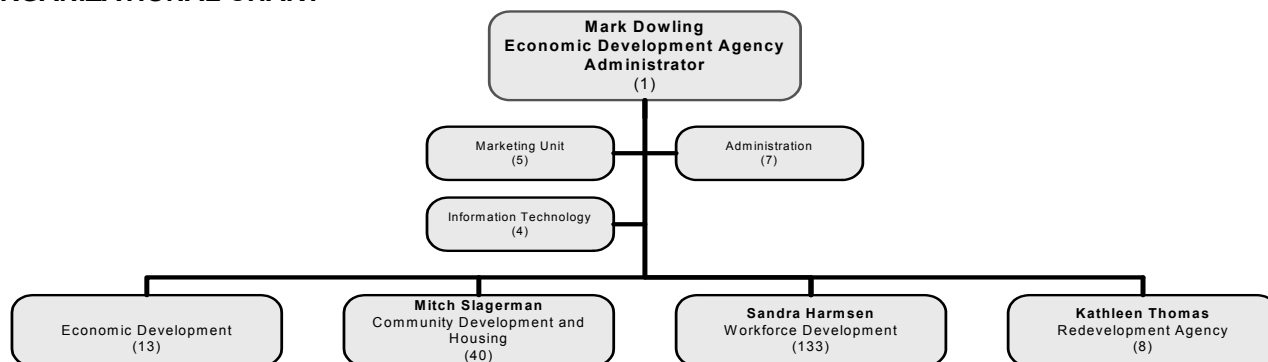 Mark Dowling
Economic Development Agency
Administrator
(1)
Marketing Unit
(5)
Administration
(7)
Information Technology
(4)
Economic Development
(13)
Mitch Slagerman
Community Development and
Housing
(40)
Sandra Harmsen
Workforce Development
(133)
Kathleen Thomas
Redevelopment Agency
(8)